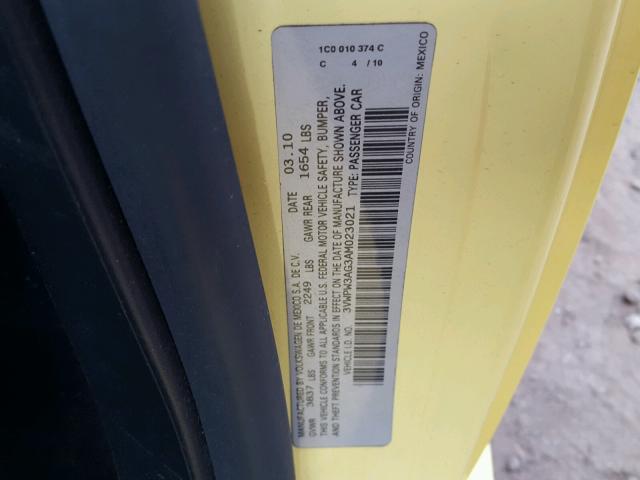 MANUFACTURED BY VOLKSWAGEN DE MEXICO S.A. DE C.V. DATE 03.10
GVWR 3837 LBS GAWR FRONT 2249 LBS GAWR REAR 1654 LBS
THIS VEHICLE CONFORMS TO ALL APPLICABLE U.S. FEDERAL MOTOR VEHICLE SAFETY, BUMPER,
AND THEFT PREVENTION STANDARDS IN EFFECT ON THE DATE OF MANUFACTURE SHOWN ABOVE.
VEHICLE I.D. NO. 3VWPW3AG3AM023021 TYPE: PASSENGER CAR
COUNTRY OF ORIGIN: MEXICO
1C0 010 374 C
C 4 / 10